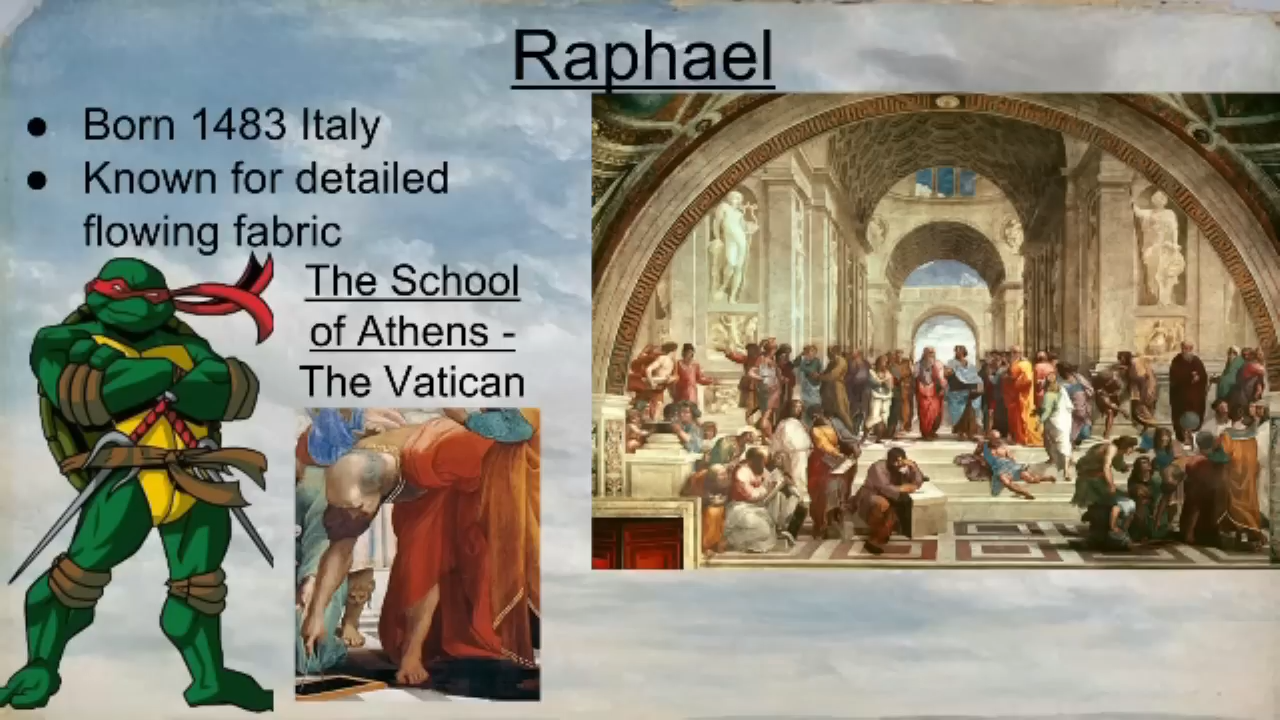 Raphael
● Born 1483 Italy
● Known for detailed
flowing fabric
The School
of Athens -
The Vatican